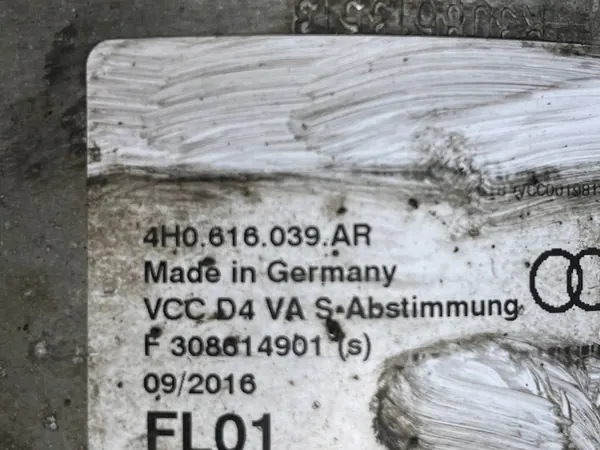 4H0.616.039.AR
Made in Germany
VCC D4 VA S-Abstimmung
F 308614901 (s)
09/2016
FL01